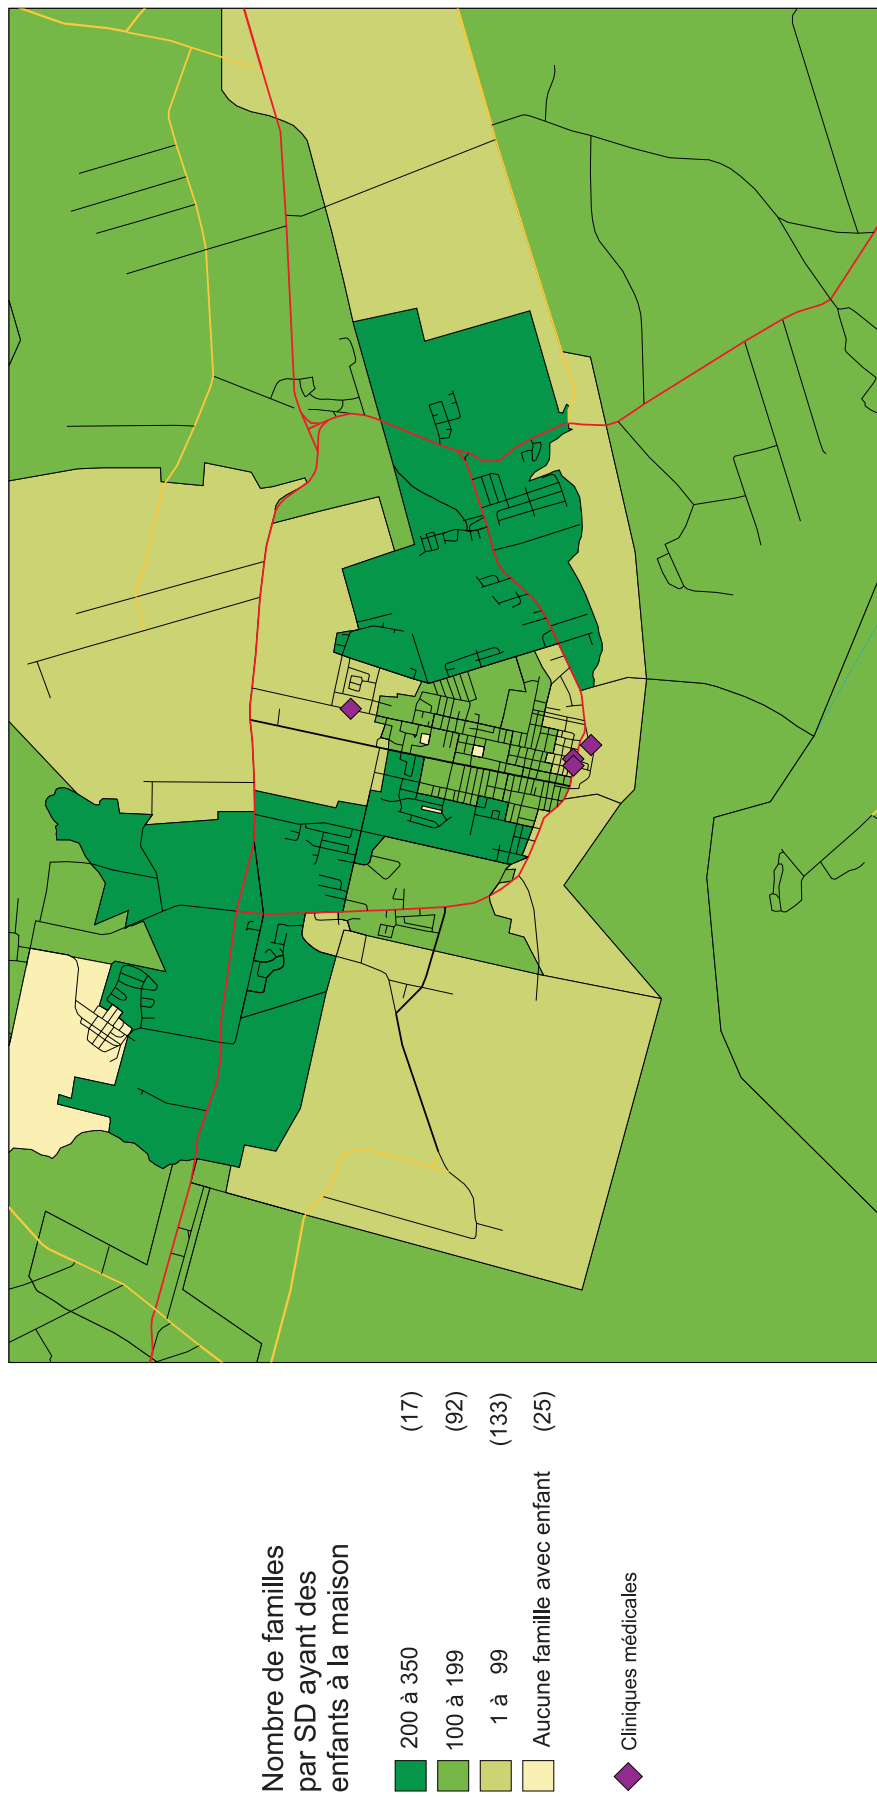 Nombre de familles
par SD ayant des
enfants à la maison
200 à 350 (17)
100 à 199 (92)
1 à 99 (133)
Aucune famille avec enfant (25)
Cliniques médicales